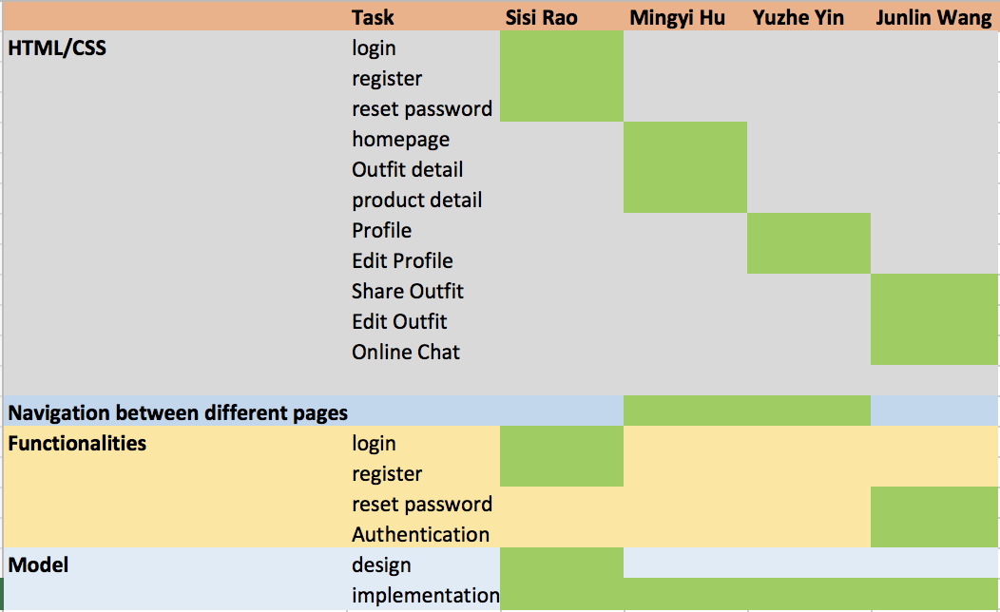 Task Sisi Rao Mingyi Hu Yuzhe Yin Junlin Wang
HTML/CSS login
register
reset password
homepage
Outfit detail
product detail
Profile
Edit Profile
Share Outfit
Edit Outfit
Online Chat
Navigation between different pages
Functionalities login
register
reset password
Authentication
Model design
implementation